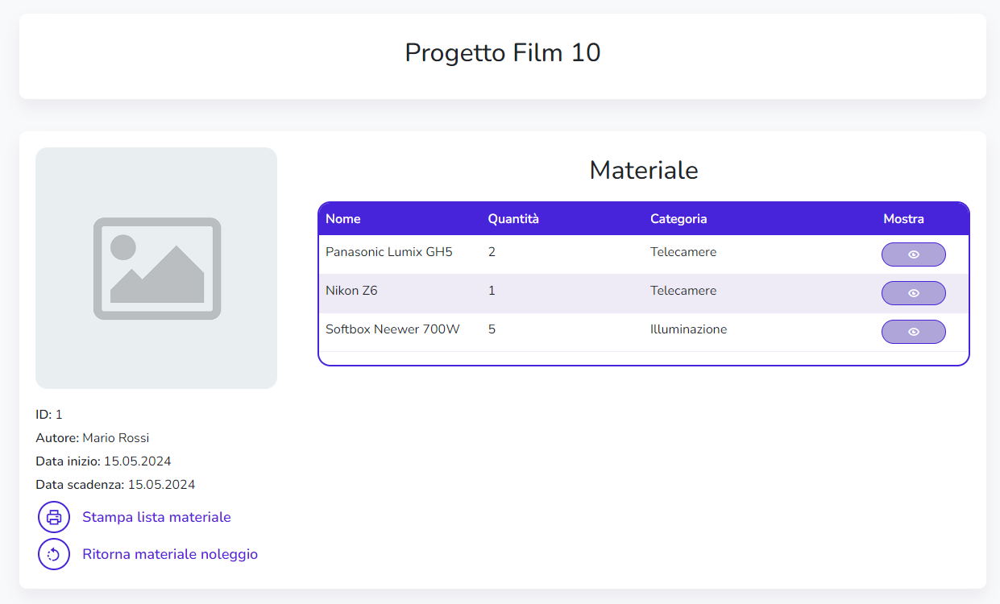 Progetto Film 10
Materiale
Nome Quantità Categoria Mostra
Panasonic Lumix GH5 2 Telecamere
Nikon Z6 1 Telecamere
Softbox Neewer 700W 5 Illuminazione
ID: 1
Autore: Mario Rossi
Data inizio: 15.05.2024
Data scadenza: 15.05.2024
Stampa lista materiale
Ritorna materiale noleggio